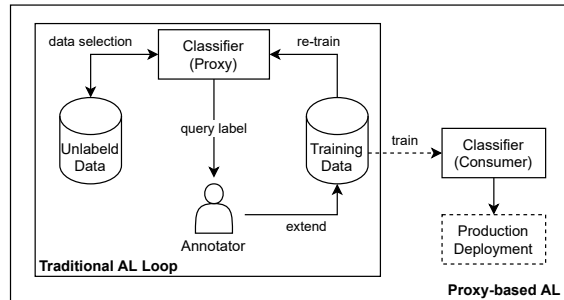 data selection
Classifier
(Proxy)
re-train
Unlabeld
Data
query label
Training
Data
train
Classifier
(Consumer)
Annotator
extend
Production
Deployment
Traditional AL Loop
Proxy-based AL